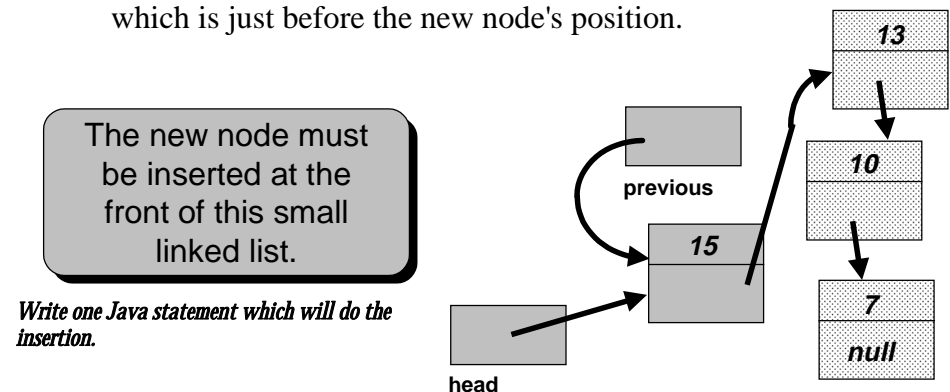 which is just before the new node's position.
The new node must
be inserted at the
front of this small
linked list.
Write one Java statement which will do the
insertion.
previous
head
15
13
10
7
null